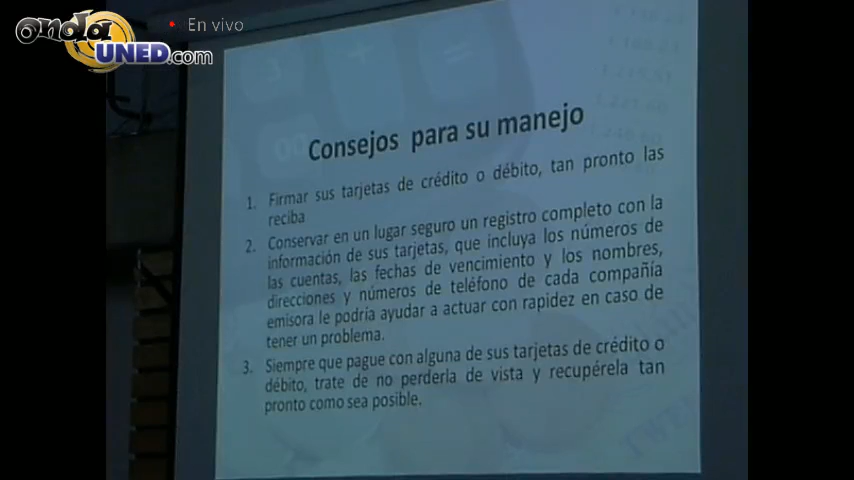 onda
UNED.com
En vivo
Consejos para su manejo
1. Firmar sus tarjetas de crédito o débito, tan pronto las
reciba
2. Conservar en un lugar seguro un registro completo con la
información de sus tarjetas, que incluya los números de
las cuentas, las fechas de vencimiento y los nombres,
direcciones y números de teléfono de cada compañía
emisora le podría ayudar a actuar con rapidez en caso de
tener un problema.
3. Siempre que pague con alguna de sus tarjetas de crédito o
débito, trate de no perderla de vista y recupérela tan
pronto como sea posible.